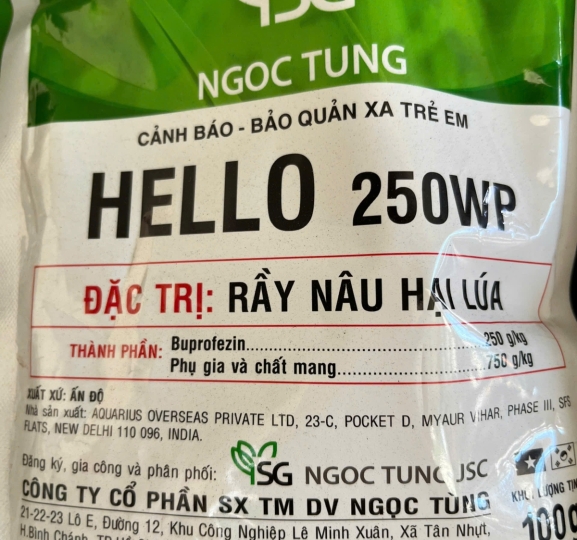 NGOC TUNG
CẢNH BÁO - BẢO QUẢN XA TRẺ EM
HELLO 250WP
ĐẶC TRỊ: RẦY NÂU HẠI LÚA
THÀNH PHẦN: Buprofezin.......................................................250 g/kg
Phụ gia và chất mang...................................750 g/kg
XUẤT XỨ: ẤN ĐỘ
Nhà sản xuất: AQUARIUS OVERSEAS PRIVATE LTD, 23-C, POCKET D, MYAUR VIHAR, PHASE III, SFS
FLATS, NEW DELHI 110 096, INDIA.
Đăng ký, gia công và phân phối: SG NGOC TUNG JSC
CÔNG TY CỔ PHẦN SX TM DV NGỌC TÙNG
KHỐI LƯỢNG TỊNH
21-22-23 Lô E, Đường 12, Khu Công Nghiệp Lê Minh Xuân, Xã Tân Nhựt,
100g
H.Bình Chánh,